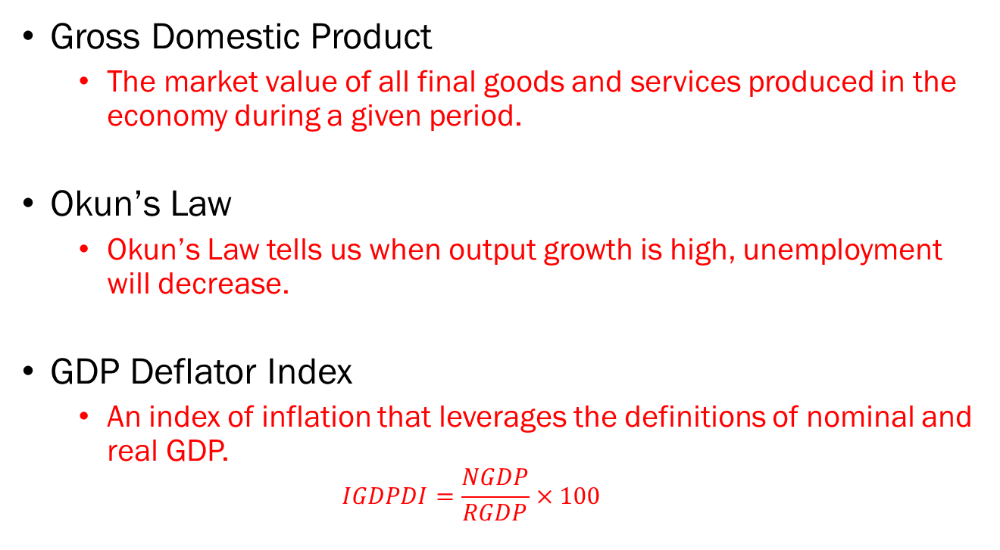 • Gross Domestic Product
• The market value of all final goods and services produced in the
economy during a given period.
• Okun’s Law
• Okun’s Law tells us when output growth is high, unemployment
will decrease.
• GDP Deflator Index
• An index of inflation that leverages the definitions of nominal and
real GDP.
IGDPDI = NGDP/RGDP × 100